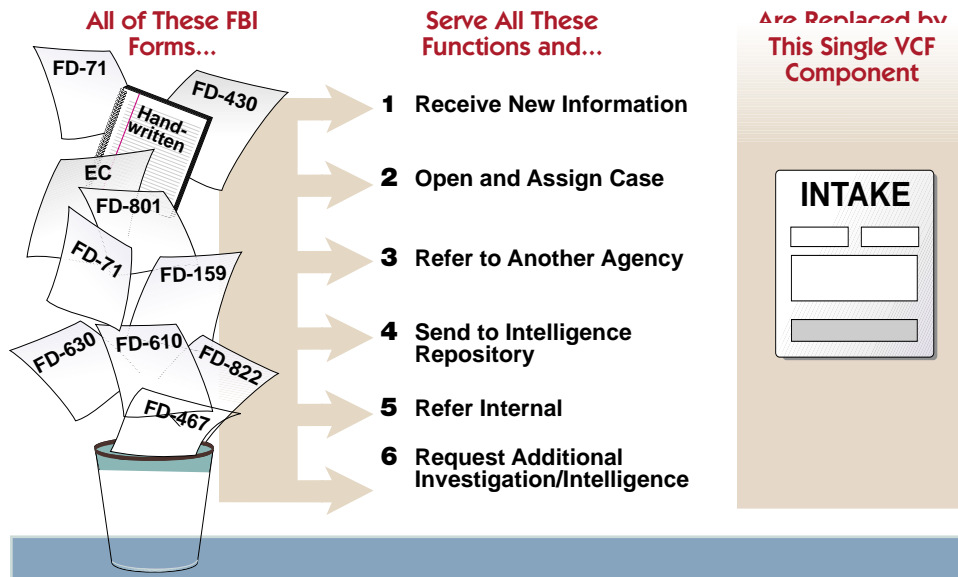 All of These FBI
Forms...
Serve All These
Functions and...
Are Replaced by
This Single VCF
Component
FD-71
FD-430
Hand-
written
EC
FD-801
FD-71
FD-159
FD-630
FD-610
FD-822
FD-467
1 Receive New Information
2 Open and Assign Case
3 Refer to Another Agency
4 Send to Intelligence
Repository
5 Refer Internal
6 Request Additional
Investigation/Intelligence
INTAKE